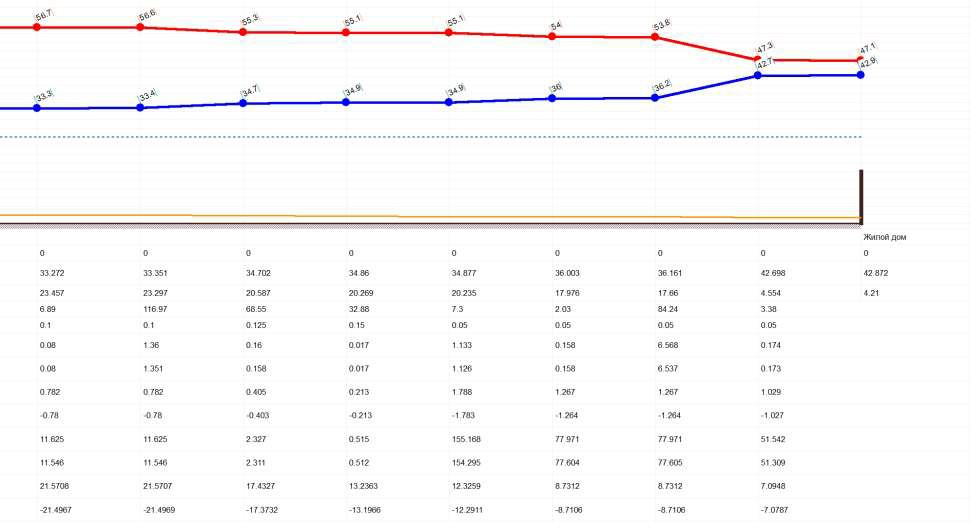 56.7 56.6 55.3 55.1 55.1 54 53.8 47.3 47.1
33.3 33.4 34.7 34.9 34.9 36 36.2 42.7 42.9
Жилой дом
0 0 0 0 0 0 0 0 0
33.272 33.351 34.702 34.86 34.877 36.003 36.161 42.698 42.872
23.457 23.297 20.587 20.269 20.235 17.976 17.66 4.554 4.21
6.89 116.97 68.55 32.88 7.3 2.03 84.24 3.38
0.1 0.1 0.125 0.15 0.05 0.05 0.05 0.05
0.08 1.36 0.16 0.017 1.133 0.158 6.568 0.174
0.08 1.351 0.158 0.017 1.126 0.158 6.537 0.173
0.782 0.782 0.405 0.213 1.788 1.267 1.267 1.029
-0.78 -0.78 -0.403 -0.213 -1.783 -1.264 -1.264 -1.027
11.625 11.625 2.327 0.515 155.168 77.971 77.971 51.542
11.546 11.546 2.311 0.512 154.295 77.604 77.605 51.309
21.5708 21.5707 17.4327 13.2363 12.3259 8.7312 8.7312 7.0948
-21.4967 -21.4969 -17.3732 -13.1966 -12.2911 -8.7106 -8.7106 -7.0787